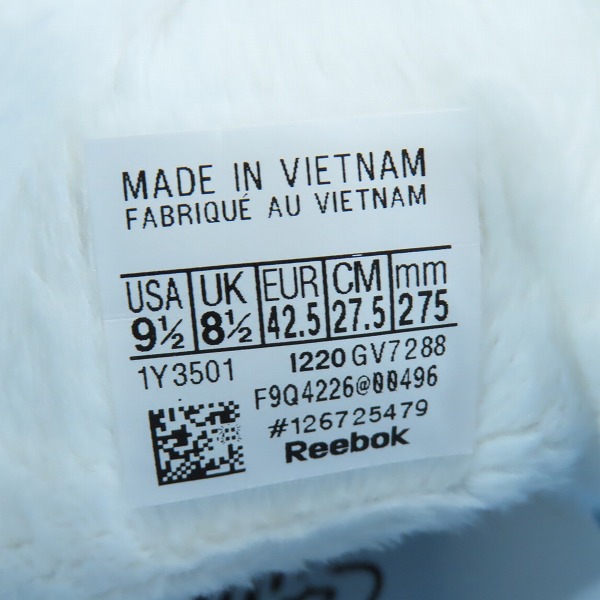 MADE IN VIETNAM
FABRIQUÉ AU VIETNAM
USA UK EUR CM mm
9½ 8½ 42.5 27.5 275
1Y3501 1220 GV7288
F9Q4226@00496
#126725479
Reebok